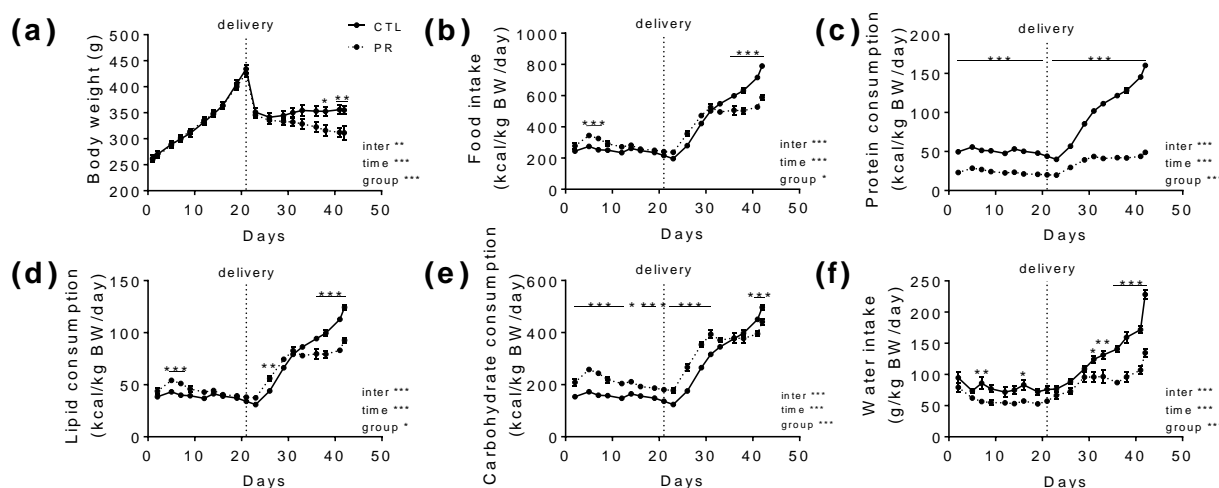 (a)
delivery
CTL
PR
Body weight (g)
500
450
400
350
300
250
200
*
**
inter **
time ***
group ***
0 10 20 30 40 50
Days
(b)
delivery
Food intake
(kcal/kg BW/day)
1000
800
600
400
200
0
***
***
inter ***
time ***
group *
0 10 20 30 40 50
Days
(c)
delivery
Protein consumption
(kcal/kg BW/day)
200
150
100
50
0
***
***
inter ***
time ***
group ***
0 10 20 30 40 50
Days
(d)
delivery
Lipid consumption
(kcal/kg BW/day)
150
100
50
0
***
**
***
inter ***
time ***
group *
0 10 20 30 40 50
Days
(e)
delivery
Carbohydrate consumption
(kcal/kg BW/day)
600
400
200
0
***
* *** *
***
***
inter ***
time ***
group ***
0 10 20 30 40 50
Days
(f)
delivery
Water intake
(g/kg BW/day)
250
200
150
100
50
0
**
*
*
**
***
inter ***
time ***
group ***
0 10 20 30 40 50
Days